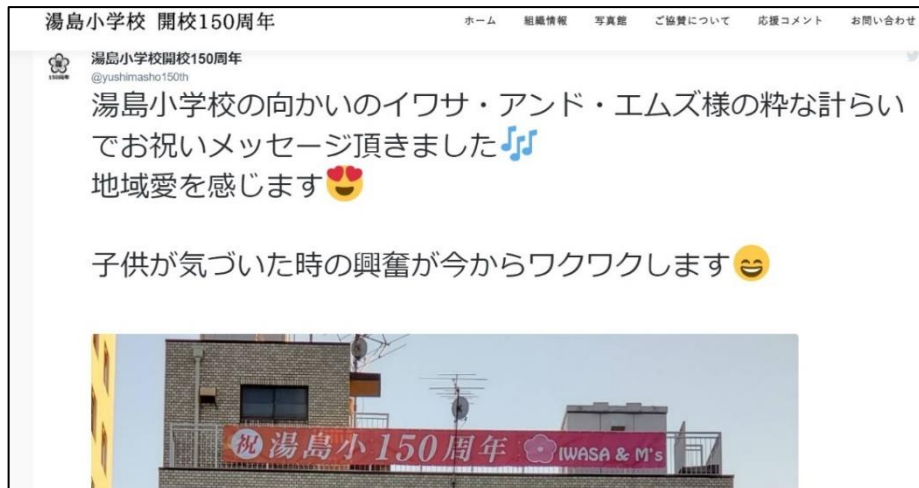 湯島小学校 開校150周年
ホーム 組織情報 写真館 ご協賛について 応援コメント お問い合わせ
湯島小学校開校150周年
@yushimasho150th
湯島小学校の向かいのイワサ・アンド・エムズ様の粋な計らい
でお祝いメッセージ頂きました🎶
地域愛を感じます😍
子供が気づいた時の興奮が今からワクワクします😄
祝 湯島小150周年 IWASA & M's